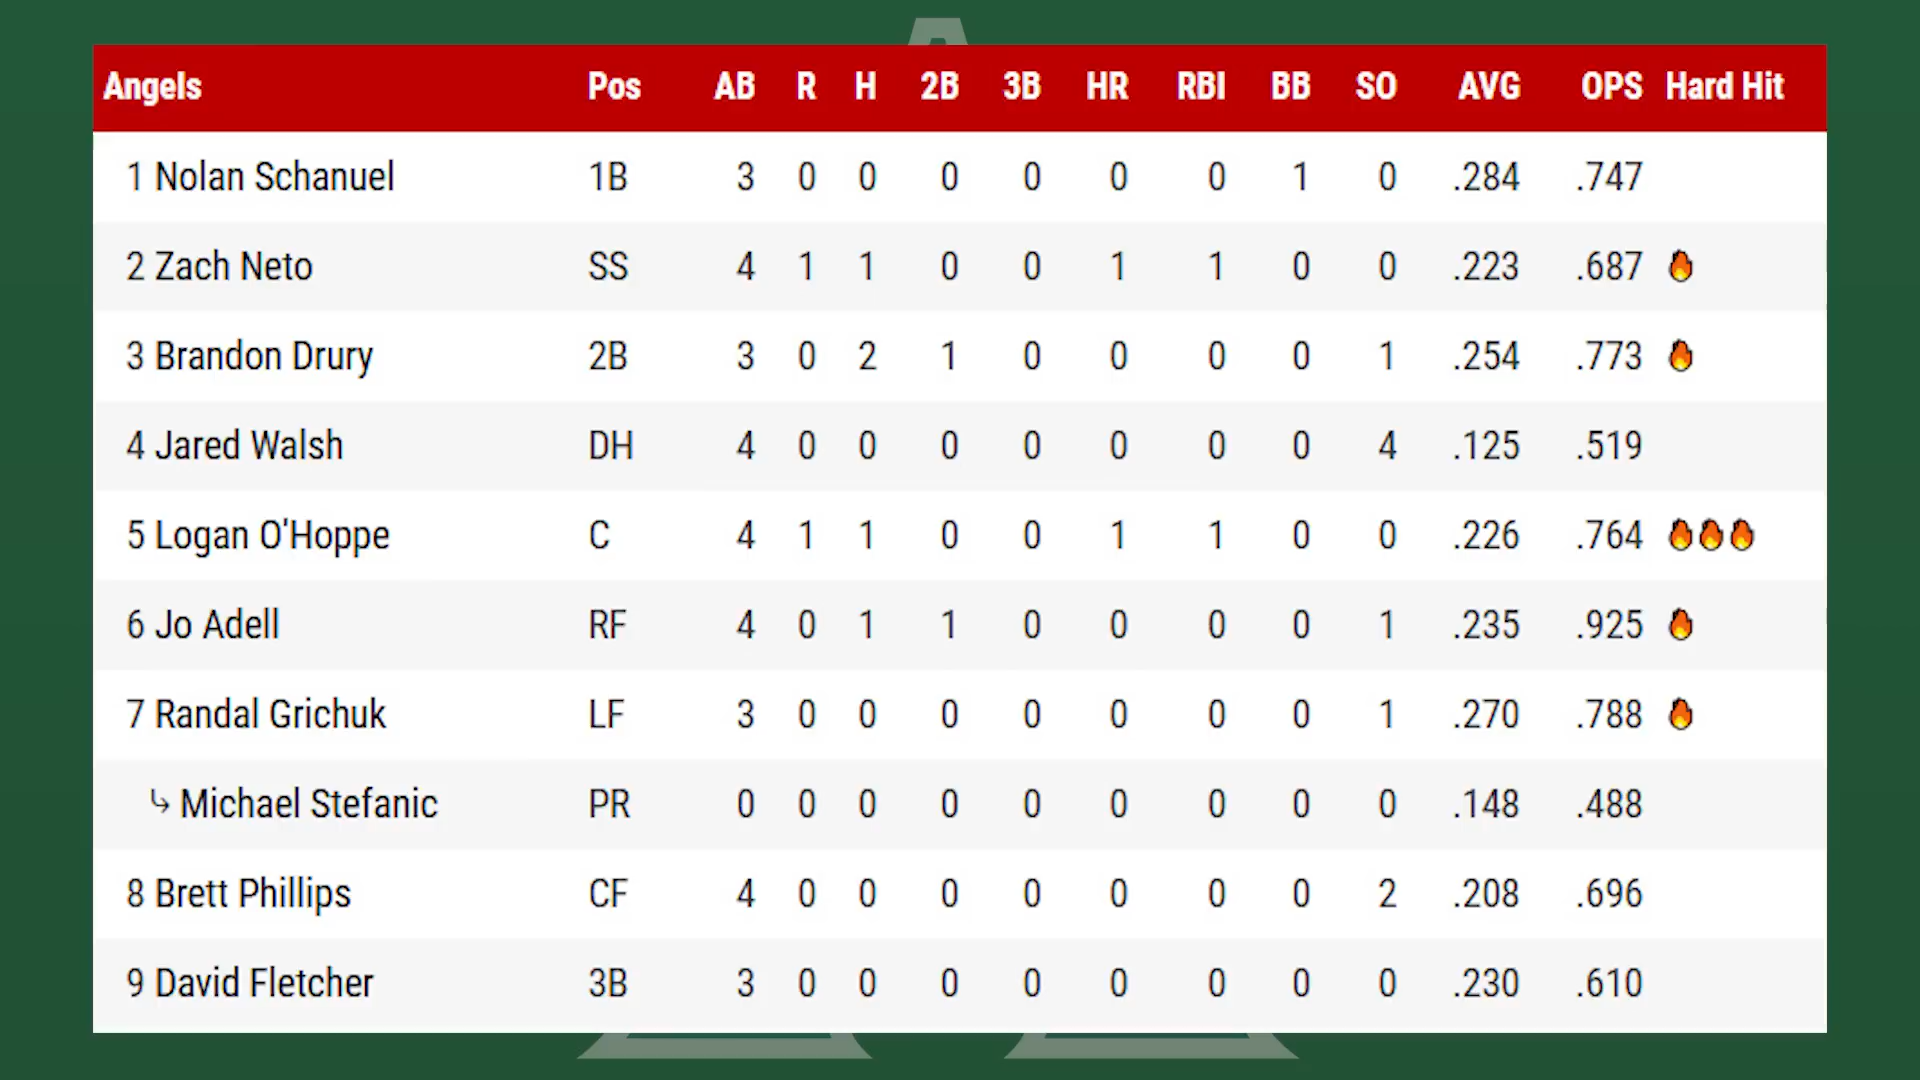 Angels Pos AB R H 2B 3B HR RBI BB SO AVG OPS Hard Hit
1 Nolan Schanuel 1B 3 0 0 0 0 0 0 1 0 .284 .747
2 Zach Neto SS 4 1 1 0 0 1 1 0 0 .223 .687
3 Brandon Drury 2B 3 0 2 1 0 0 0 0 1 .254 .773
4 Jared Walsh DH 4 0 0 0 0 0 0 0 4 .125 .519
5 Logan O'Hoppe C 4 1 1 0 0 1 1 0 0 .226 .764
6 Jo Adell RF 4 0 1 1 0 0 0 0 1 .235 .925
7 Randal Grichuk LF 3 0 0 0 0 0 0 0 1 .270 .788
Michael Stefanic PR 0 0 0 0 0 0 0 0 0 .148 .488
8 Brett Phillips CF 4 0 0 0 0 0 0 0 2 .208 .696
9 David Fletcher 3B 3 0 0 0 0 0 0 0 0 .230 .610